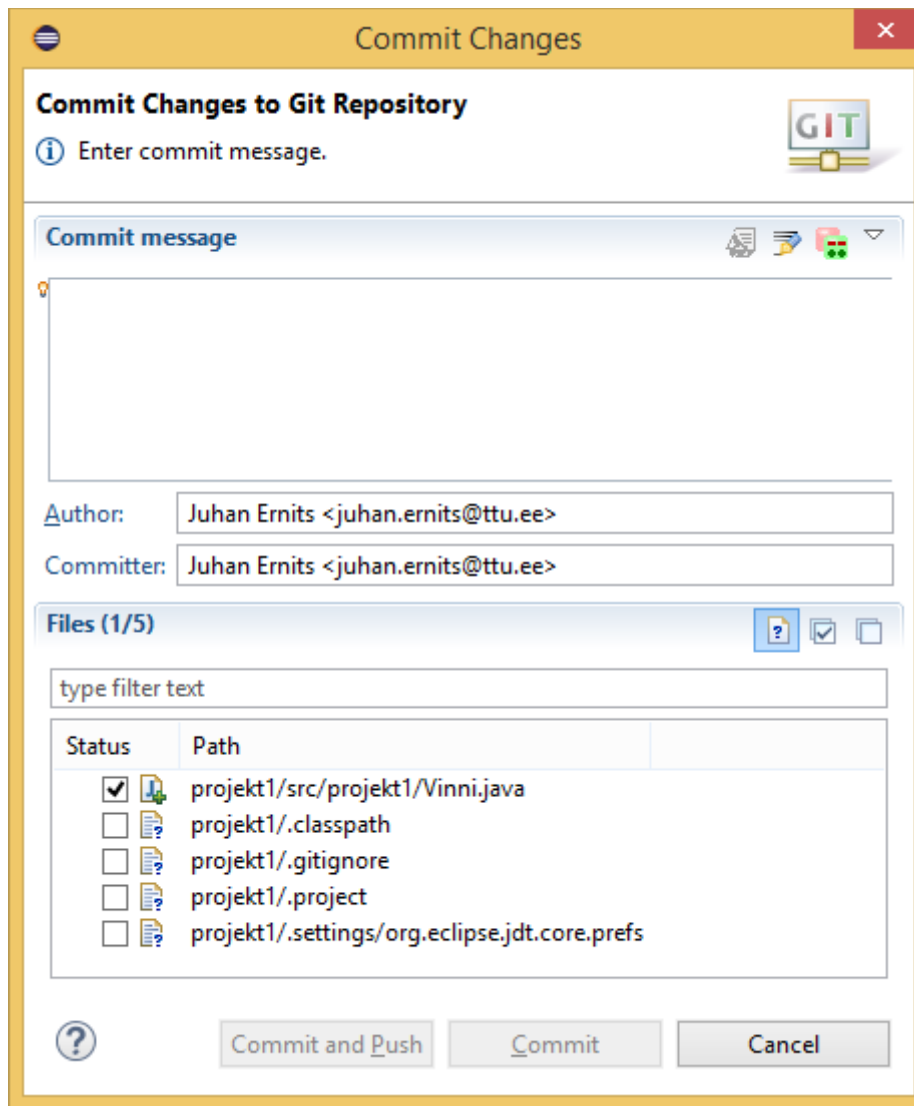 Commit Changes
Commit Changes to Git Repository
GIT
Enter commit message.
Commit message
Author: Juhan Ernits <juhan.ernits@ttu.ee>
Committer: Juhan Ernits <juhan.ernits@ttu.ee>
Files (1/5)
type filter text
Status Path
projekt1/src/projekt1/Vinni.java
projekt1/.classpath
projekt1/.gitignore
projekt1/.project
projekt1/.settings/org.eclipse.jdt.core.prefs
Commit and Push Commit Cancel